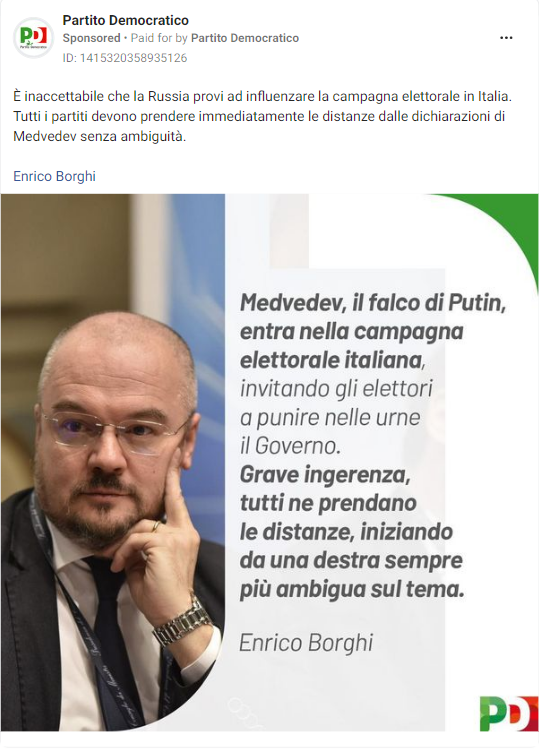 Partito Democratico
Sponsored • Paid for by Partito Democratico
ID: 1415320358935126
È inaccettabile che la Russia provi ad influenzare la campagna elettorale in Italia.
Tutti i partiti devono prendere immediatamente le distanze dalle dichiarazioni di
Medvedev senza ambiguità.
Enrico Borghi
Medvedev, il falco di Putin,
entra nella campagna
elettorale italiana,
invitando gli elettori
a punire nelle urne
il Governo.
Grave ingerenza,
tutti ne prendano
le distanze, iniziando
da una destra sempre
più ambigua sul tema.
Enrico Borghi
PD